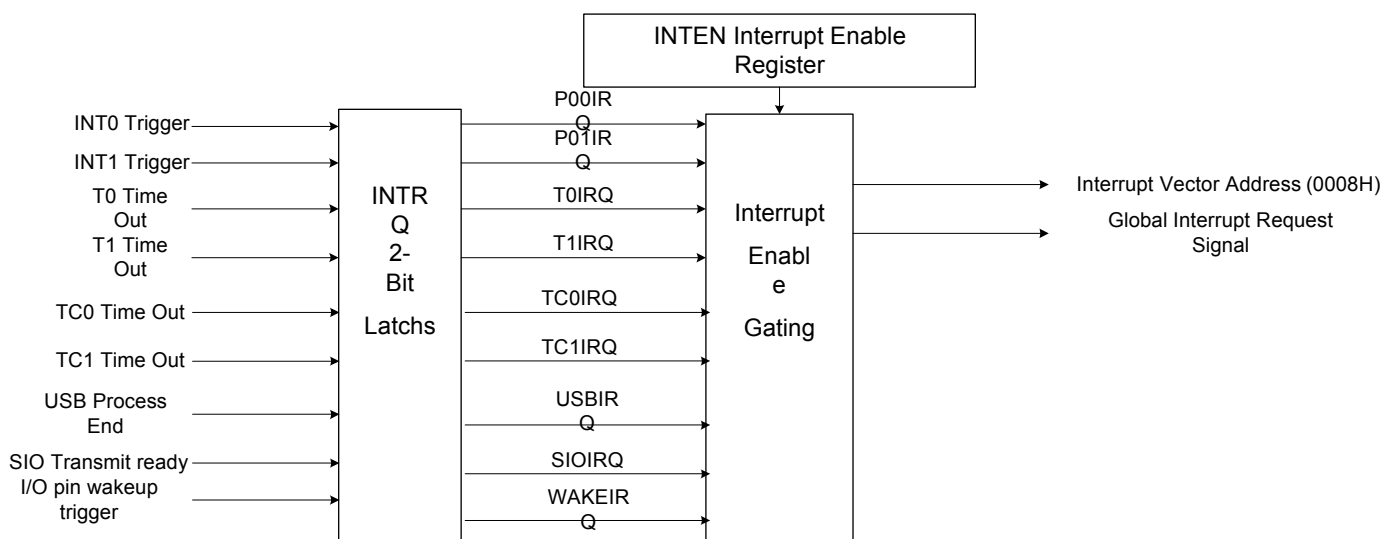 INTEN Interrupt Enable
Register
INT0 Trigger
INT1 Trigger
T0 Time
Out
T1 Time
Out
TC0 Time Out
TC1 Time Out
USB Process
End
SIO Transmit ready
I/O pin wakeup
trigger
INTR
Q
2-
Bit
Latchs
P00IR
Q
P01IR
Q
T0IRQ
T1IRQ
TC0IRQ
TC1IRQ
USBIR
Q
SIOIRQ
WAKEIR
Q
Interrupt
Enabl
e
Gating
Interrupt Vector Address (0008H)
Global Interrupt Request
Signal